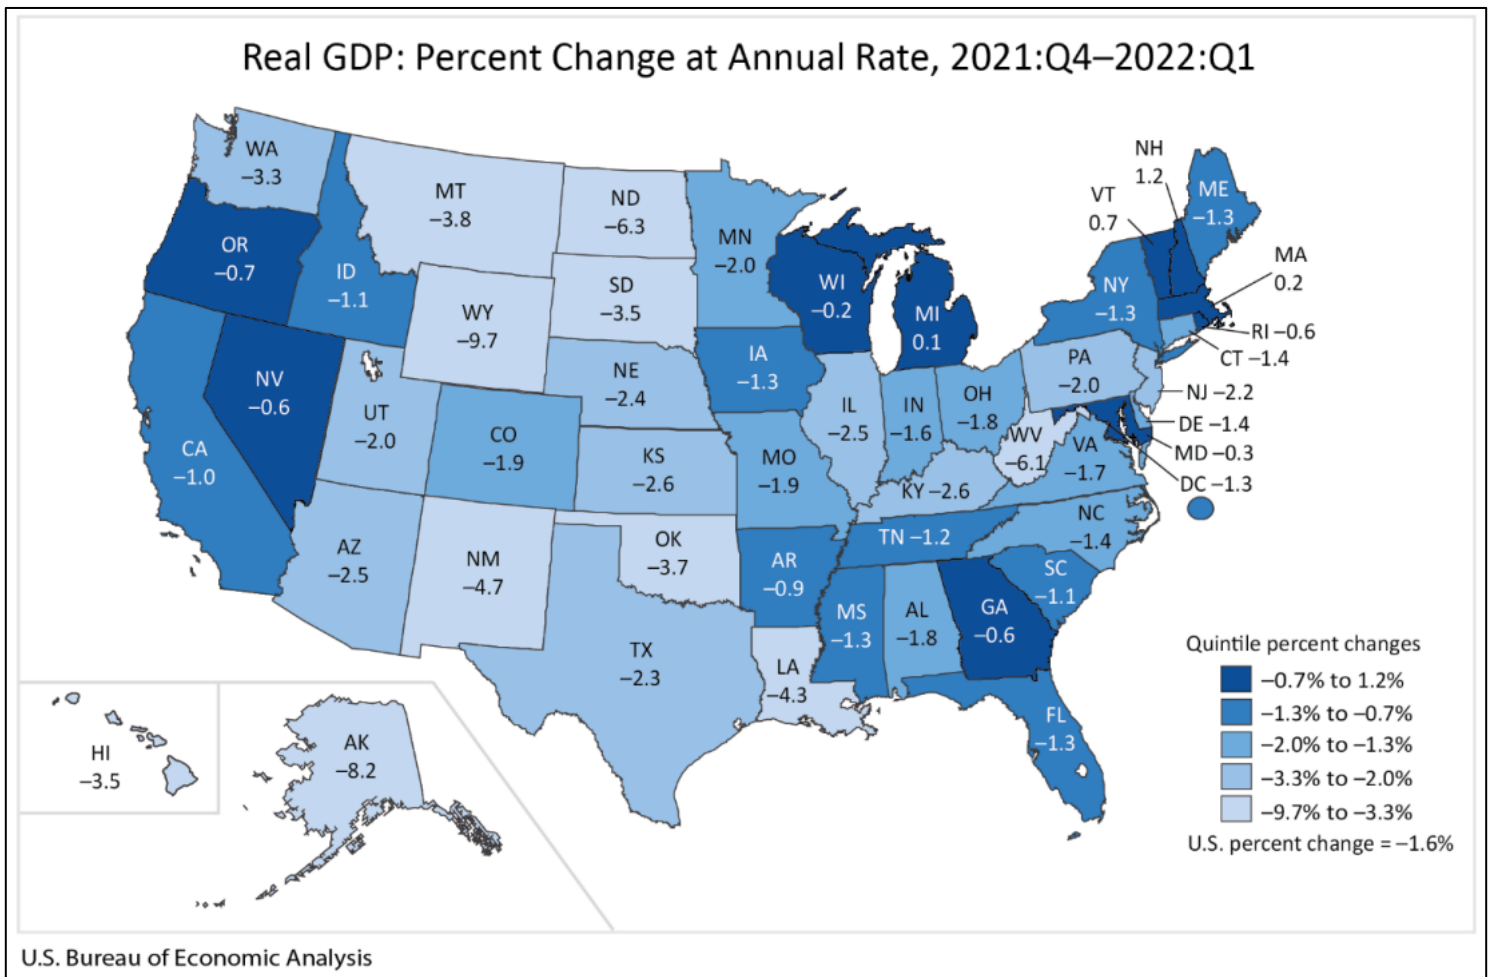 Real GDP: Percent Change at Annual Rate, 2021:Q4–2022:Q1
WA
–3.3
MT
–3.8
ND
–6.3
MN
–2.0
NH
1.2
VT
0.7
ME
–1.3
OR
–0.7
ID
–1.1
WY
–9.7
SD
–3.5
WI
–0.2
MI
0.1
NY
–1.3
MA
0.2
RI –0.6
CT –1.4
NV
–0.6
UT
–2.0
CO
–1.9
NE
–2.4
IA
–1.3
IL
–2.5
IN
–1.6
OH
–1.8
PA
–2.0
NJ –2.2
DE –1.4
MD –0.3
DC –1.3
CA
–1.0
KS
–2.6
MO
–1.9
KY –2.6
WV
–6.1
VA
–1.7
AZ
–2.5
NM
–4.7
OK
–3.7
AR
–0.9
TN –1.2
NC
–1.4
SC
–1.1
TX
–2.3
LA
–4.3
MS
–1.3
AL
–1.8
GA
–0.6
FL
–1.3
HI
–3.5
AK
–8.2
Quintile percent changes
–0.7% to 1.2%
–1.3% to –0.7%
–2.0% to –1.3%
–3.3% to –2.0%
–9.7% to –3.3%
U.S. percent change = –1.6%
U.S. Bureau of Economic Analysis